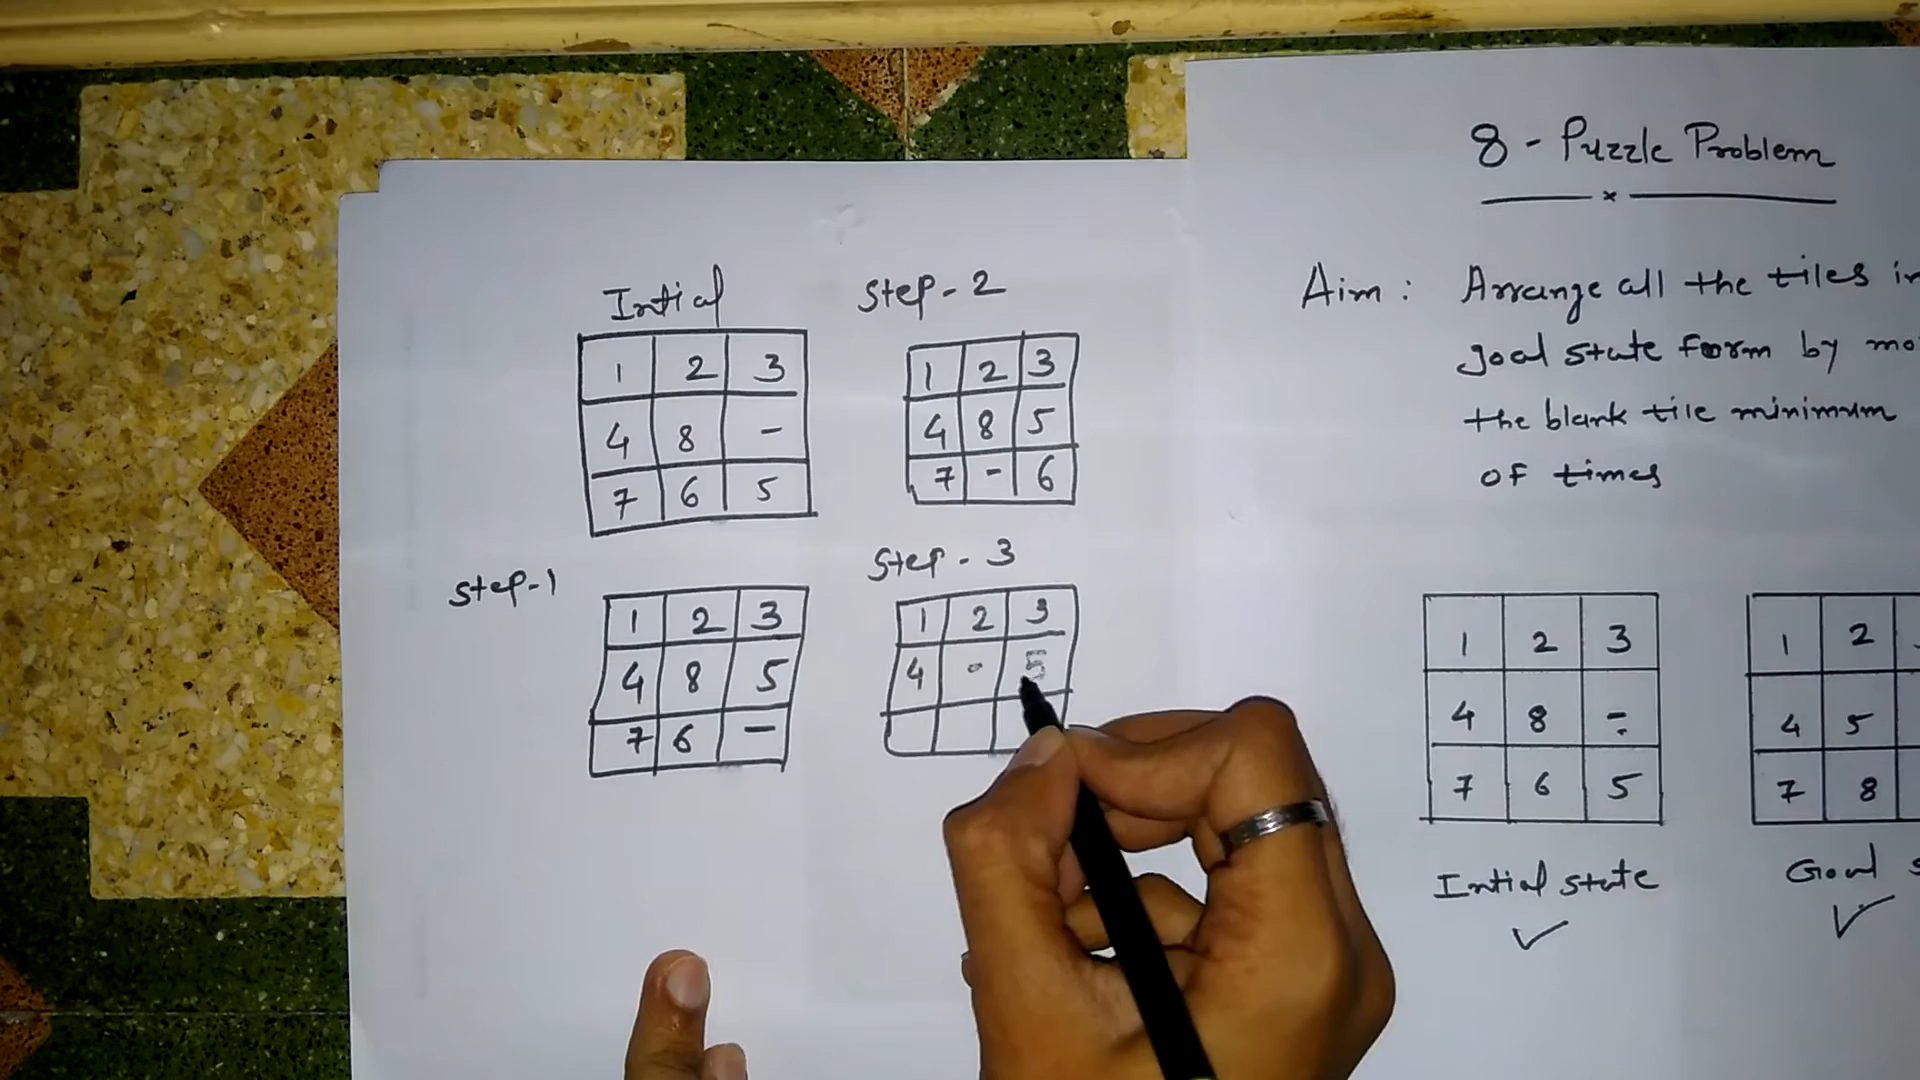 Intial
1 2 3
4 8 -
7 6 5
Step-1
1 2 3
4 8 5
7 6 -
Step-2
1 2 3
4 8 5
7 - 6
Step-3
1 2 3
4 - 5
8-Puzzle Problem
x
Aim: Arrange all the tiles in
goal state form by mo
the blank tile minimum
of times
1 2 3
4 8 -
7 6 5
Intial state
1 2
4 5
7 8
Goal s